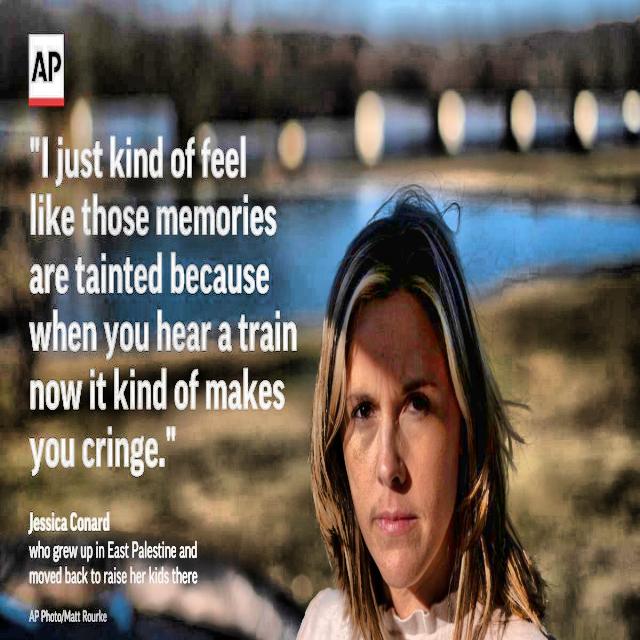 AP
"I just kind of feel
like those memories
are tainted because
when you hear a train
now it kind of makes
you cringe."
Jessica Conard
who grew up in East Palestine and
moved back to raise her kids there
AP Photo/Matt Rourke